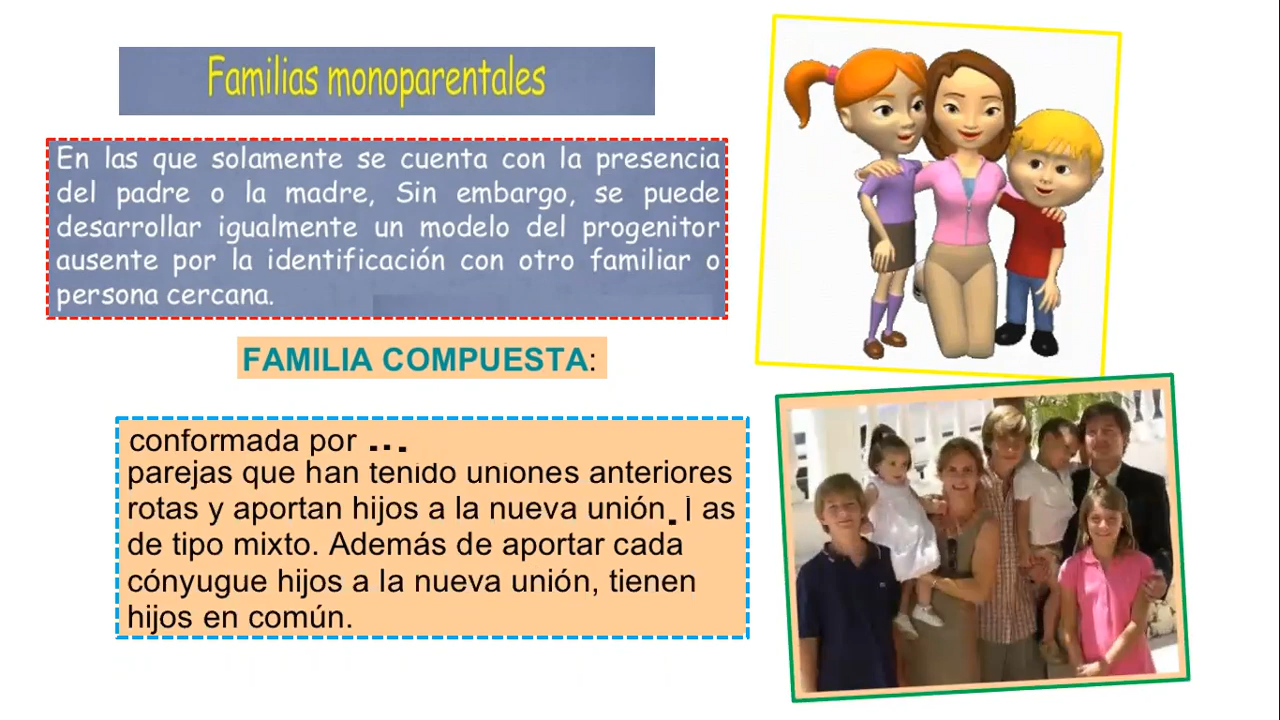 Familias monoparentales
En las que solamente se cuenta con la presencia
del padre o la madre, Sin embargo, se puede
desarrollar igualmente un modelo del progenitor
ausente por la identificación con otro familiar o
persona cercana.
FAMILIA COMPUESTA:
conformada por ...
parejas que han tenido uniones anteriores
rotas y aportan hijos a la nueva unión. as
de tipo mixto. Además de aportar cada
cónyugue hijos a la nueva unión, tienen
hijos en común.